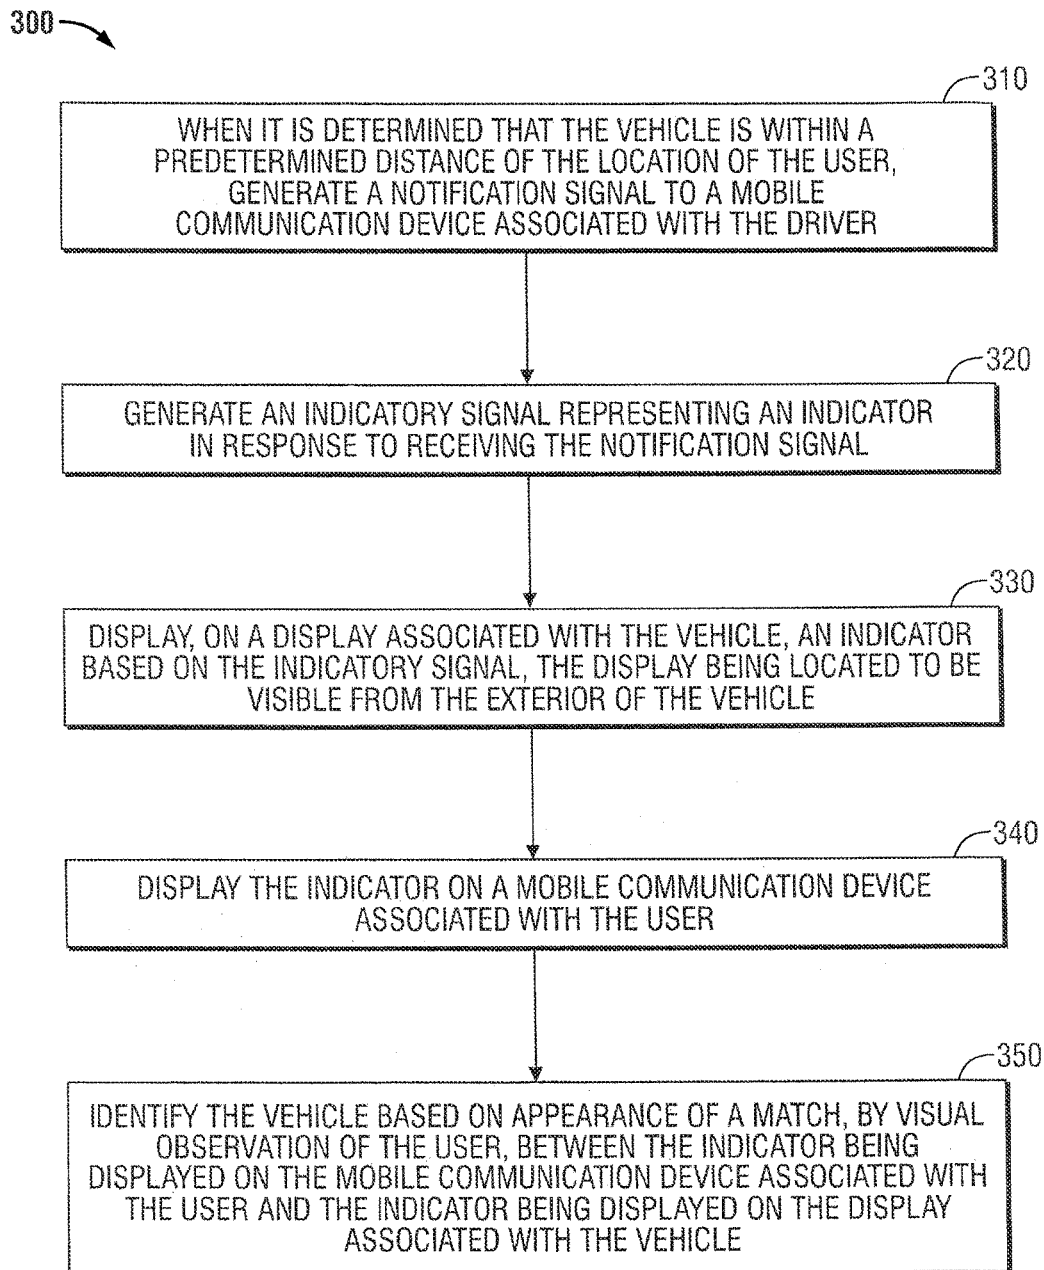 300
310
WHEN IT IS DETERMINED THAT THE VEHICLE IS WITHIN A
PREDETERMINED DISTANCE OF THE LOCATION OF THE USER,
GENERATE A NOTIFICATION SIGNAL TO A MOBILE
COMMUNICATION DEVICE ASSOCIATED WITH THE DRIVER
320
GENERATE AN INDICATORY SIGNAL REPRESENTING AN INDICATOR
IN RESPONSE TO RECEIVING THE NOTIFICATION SIGNAL
330
DISPLAY, ON A DISPLAY ASSOCIATED WITH THE VEHICLE, AN INDICATOR
BASED ON THE INDICATORY SIGNAL, THE DISPLAY BEING LOCATED TO BE
VISIBLE FROM THE EXTERIOR OF THE VEHICLE
340
DISPLAY THE INDICATOR ON A MOBILE COMMUNICATION DEVICE
ASSOCIATED WITH THE USER
350
IDENTIFY THE VEHICLE BASED ON APPEARANCE OF A MATCH, BY VISUAL
OBSERVATION OF THE USER, BETWEEN THE INDICATOR BEING
DISPLAYED ON THE MOBILE COMMUNICATION DEVICE ASSOCIATED WITH
THE USER AND THE INDICATOR BEING DISPLAYED ON THE DISPLAY
ASSOCIATED WITH THE VEHICLE